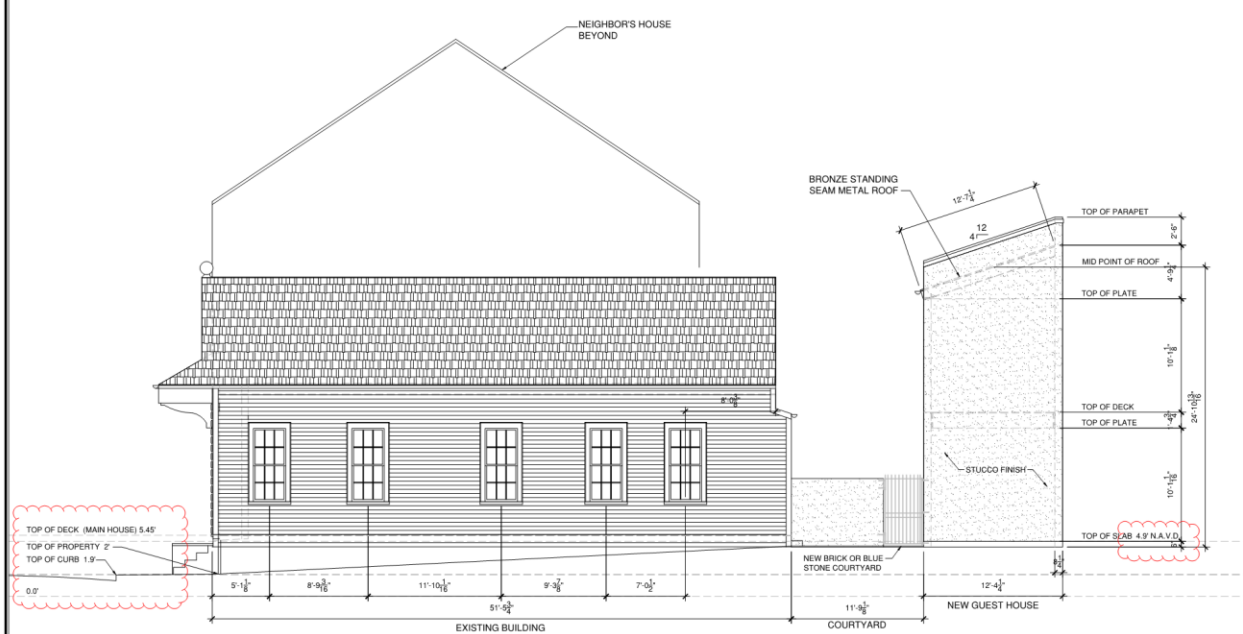 NEIGHBOR'S HOUSE
BEYOND
BRONZE STANDING
SEAM METAL ROOF
12'-7 1/4"
12
4
TOP OF PARAPET
2'-6"
MID POINT OF ROOF
TOP OF PLATE
10'-1 1/8"
TOP OF DECK
TOP OF PLATE
24'-10 13/16"
STUCCO FINISH
10'-1 1/16"
TOP OF DECK (MAIN HOUSE) 5.45'
TOP OF PROPERTY 2'
TOP OF CURB 1.9'
0.0'
TOP OF SLAB 4.9' N.A.V.D.
NEW BRICK OR BLUE
STONE COURTYARD
5'-1 1/8"
8'-9 3/16"
11'-10 1/16"
9'-3 7/8"
7'-0 1/2"
12'-4 1/4"
51'-5 3/4"
11'-9 1/8"
NEW GUEST HOUSE
EXISTING BUILDING
COURTYARD